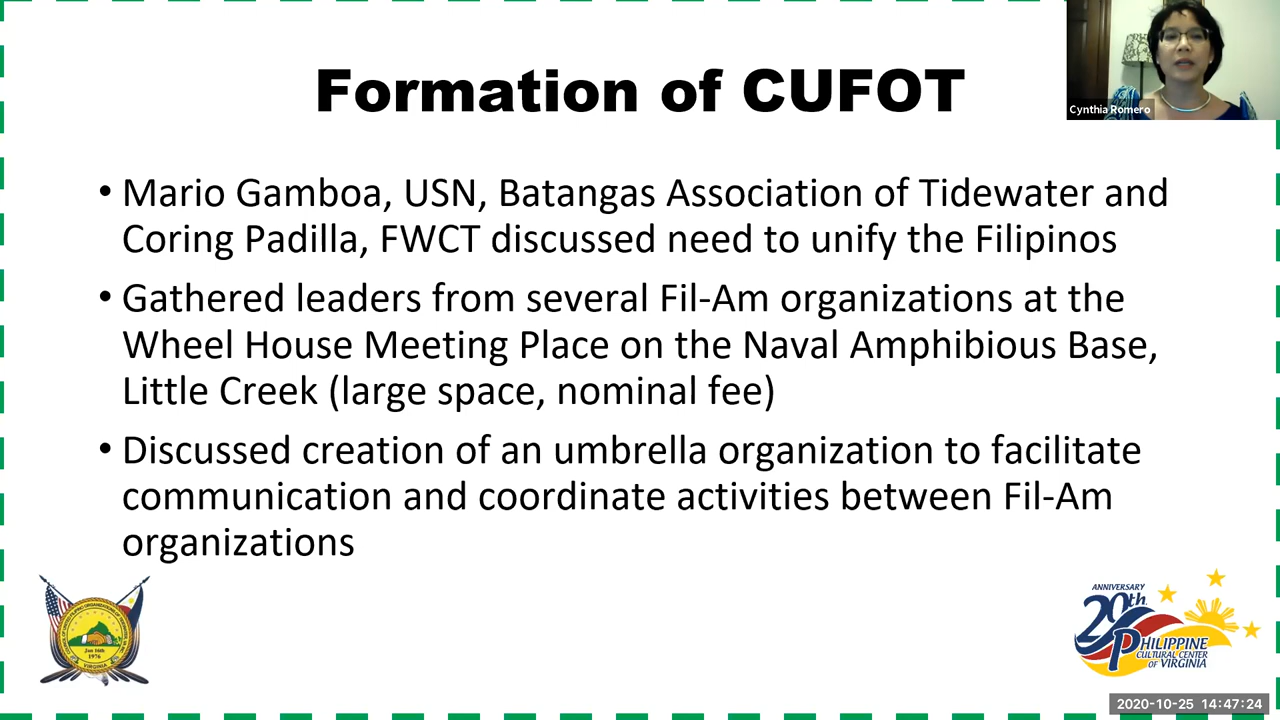 Formation of CUFOT
Cynthia Romero
• Mario Gamboa, USN, Batangas Association of Tidewater and
Coring Padilla, FWCT discussed need to unify the Filipinos
• Gathered leaders from several Fil-Am organizations at the
Wheel House Meeting Place on the Naval Amphibious Base,
Little Creek (large space, nominal fee)
• Discussed creation of an umbrella organization to facilitate
communication and coordinate activities between Fil-Am
organizations
Jan 16th
1976
VIRGINIA
ANNIVERSARY
20th
PHILIPPINE
CULTURAL CENTER
OF VIRGINIA
2020-10-25 14:47:24